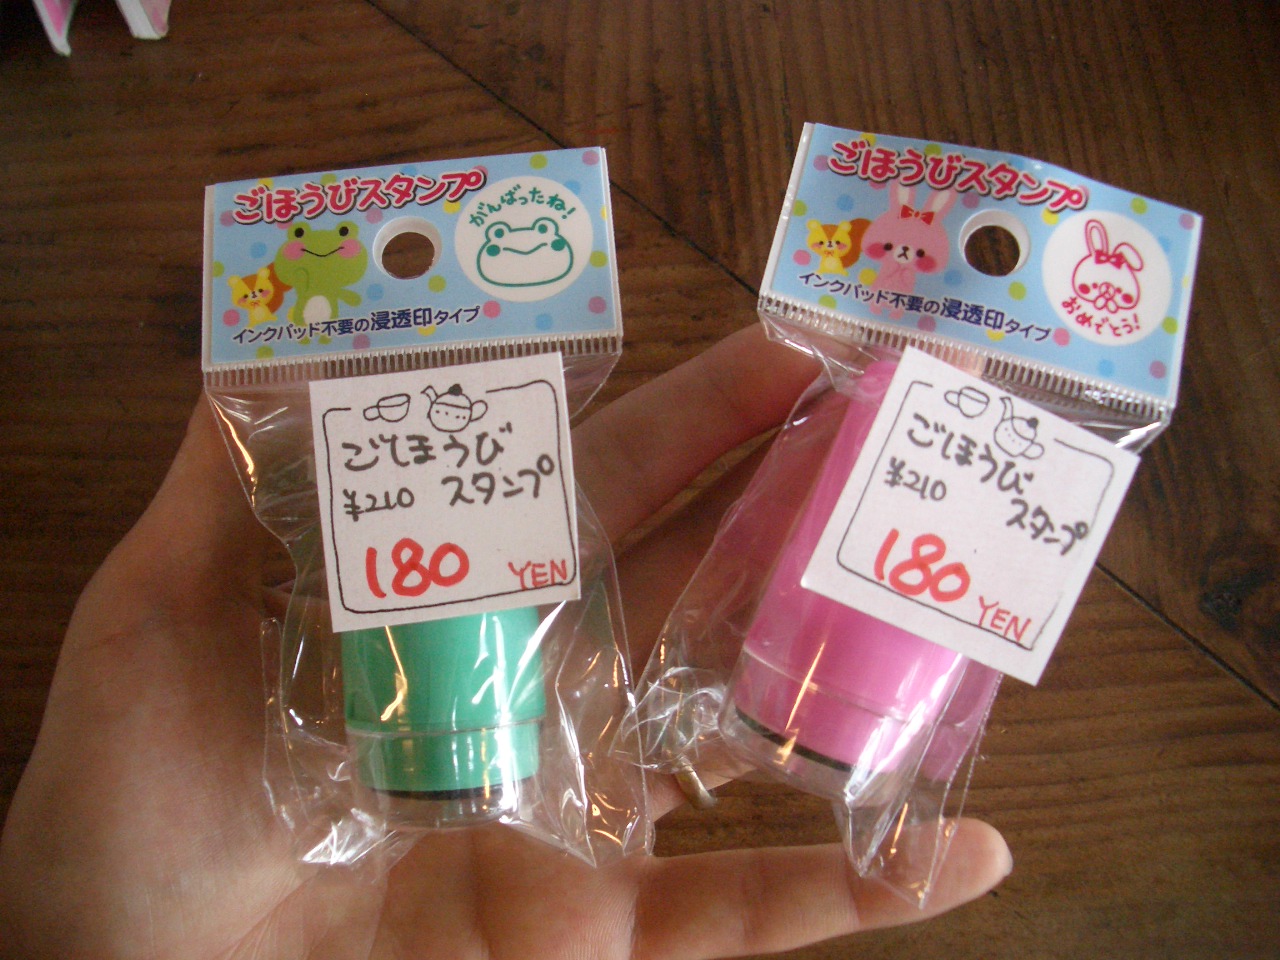 ごほうびスタンプ
がんばったね!
インクパッド不要の浸透印タイプ
ごほうび
¥210 スタンプ
180 YEN
ごほうびスタンプ
おめでとう!
インクパッド不要の浸透印タイプ
ごほうび
¥210
スタンプ
180 YEN